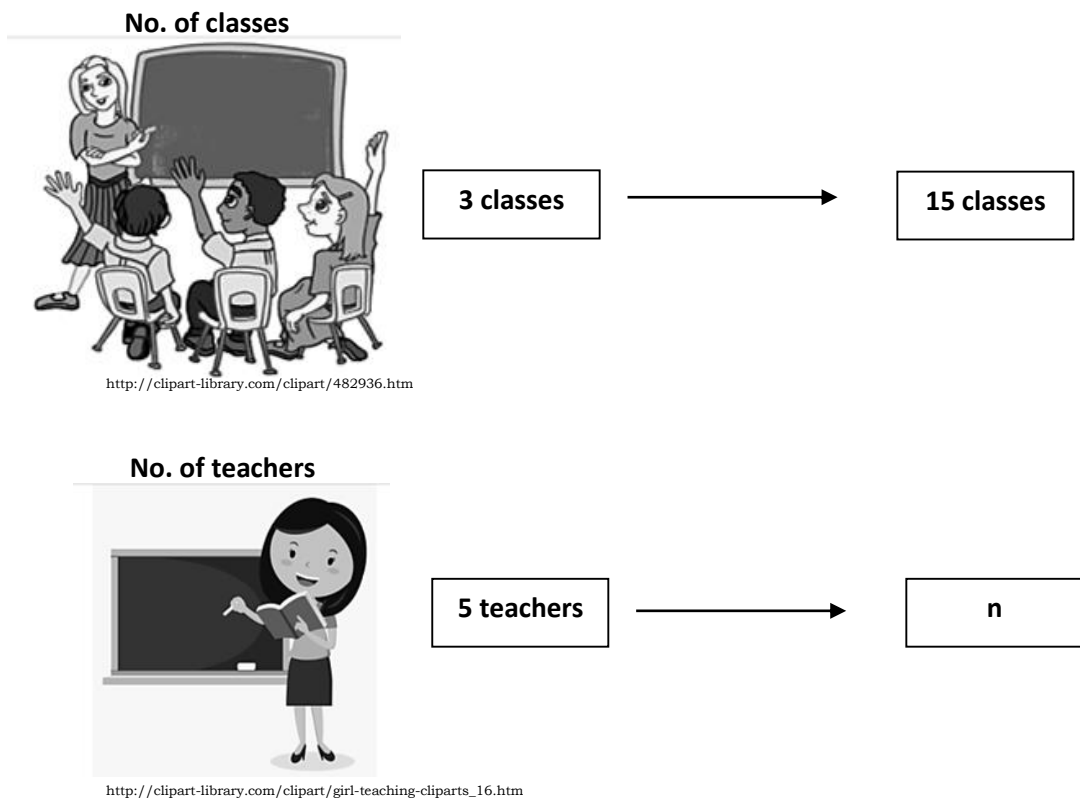 No. of classes
3 classes
15 classes
http://clipart-library.com/clipart/482936.htm
No. of teachers
5 teachers
n
http://clipart-library.com/clipart/girl-teaching-cliparts_16.htm